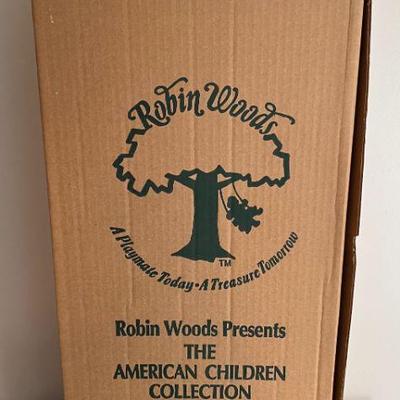 Robin Woods
A Playmate Today • A Treasure Tomorrow
TM
Robin Woods Presents
THE
AMERICAN CHILDREN
COLLECTION